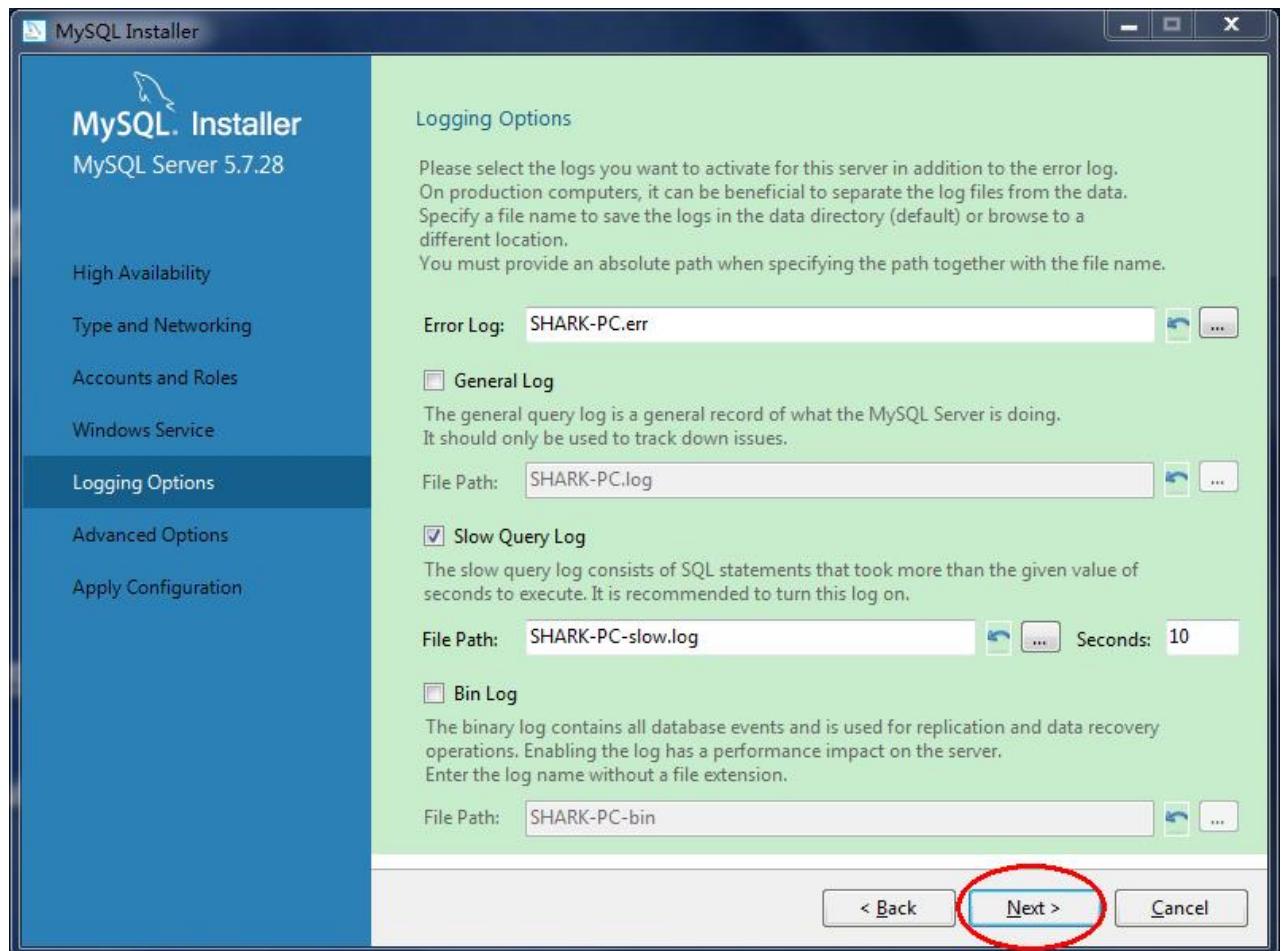 MySQL Installer
MySQL. Installer
MySQL Server 5.7.28
High Availability
Type and Networking
Accounts and Roles
Windows Service
Logging Options
Advanced Options
Apply Configuration
Logging Options
Please select the logs you want to activate for this server in addition to the error log.
On production computers, it can be beneficial to separate the log files from the data.
Specify a file name to save the logs in the data directory (default) or browse to a
different location.
You must provide an absolute path when specifying the path together with the file name.
Error Log: SHARK-PC.err ...
General Log
The general query log is a general record of what the MySQL Server is doing.
It should only be used to track down issues.
File Path: SHARK-PC.log ...
Slow Query Log
The slow query log consists of SQL statements that took more than the given value of
seconds to execute. It is recommended to turn this log on.
File Path: SHARK-PC-slow.log ... Seconds: 10
Bin Log
The binary log contains all database events and is used for replication and data recovery
operations. Enabling the log has a performance impact on the server.
Enter the log name without a file extension.
File Path: SHARK-PC-bin ...
< Back Next > Cancel